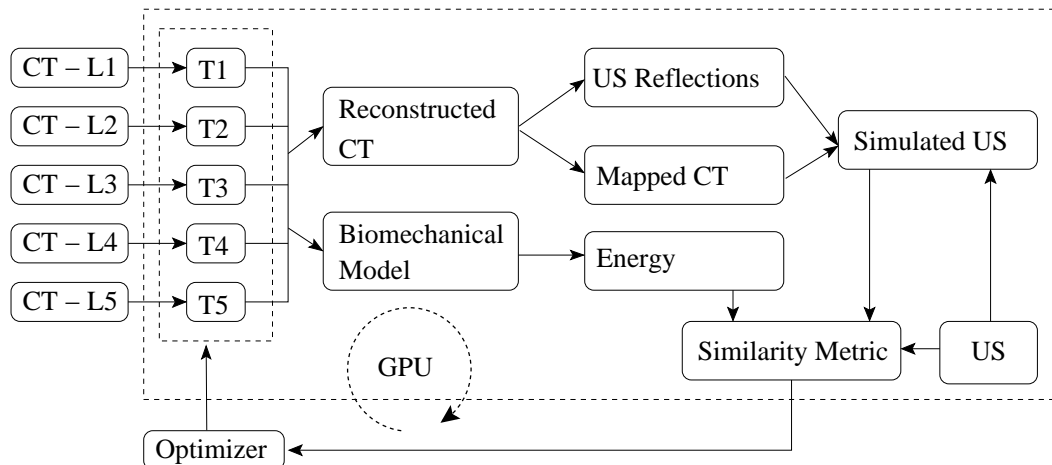 CT – L1
T1
CT – L2
T2
CT – L3
T3
CT – L4
T4
CT – L5
T5
Reconstructed
CT
Biomechanical
Model
US Reflections
Mapped CT
Energy
Simulated US
Similarity Metric
US
GPU
Optimizer